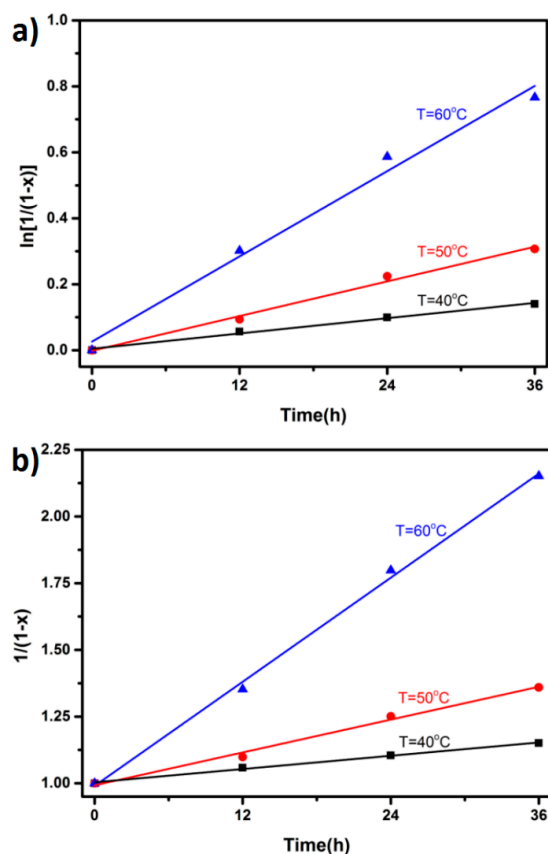 a)
1.0
0.8
0.6
0.4
0.2
0.0
ln[1/(1-x)]
T=60°C
T=50°C
T=40°C
0
12
24
36
Time(h)
b)
2.25
2.00
1.75
1.50
1.25
1.00
1/(1-x)
T=60°C
T=50°C
T=40°C
0
12
24
36
Time(h)